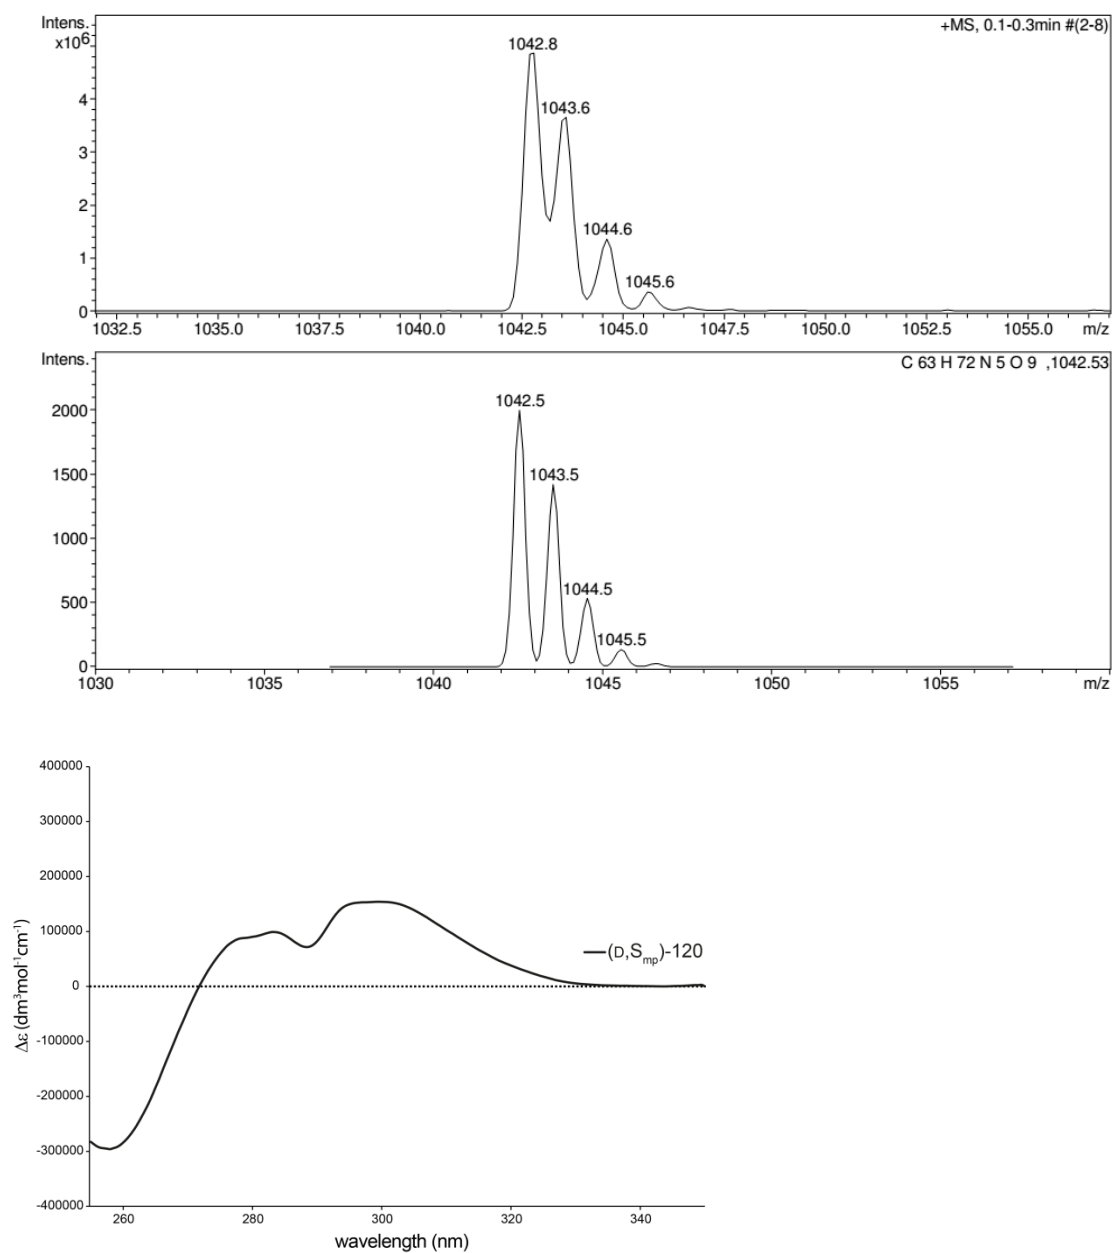 Intens.
x10⁶
+MS, 0.1-0.3min #(2-8)
1042.8
1043.6
1044.6
1045.6
4
3
2
1
0
1032.5 1035.0 1037.5 1040.0 1042.5 1045.0 1047.5 1050.0 1052.5 1055.0 m/z
Intens.
C 63 H 72 N 5 O 9 ,1042.53
1042.5
1043.5
1044.5
1045.5
2000
1500
1000
500
0
1030 1035 1040 1045 1050 1055 m/z
400000
300000
200000
100000
0
-100000
-200000
-300000
-400000
Δε (dm³mol⁻¹cm⁻¹)
(D,Sₘₚ)-120
260 280 300 320 340
wavelength (nm)